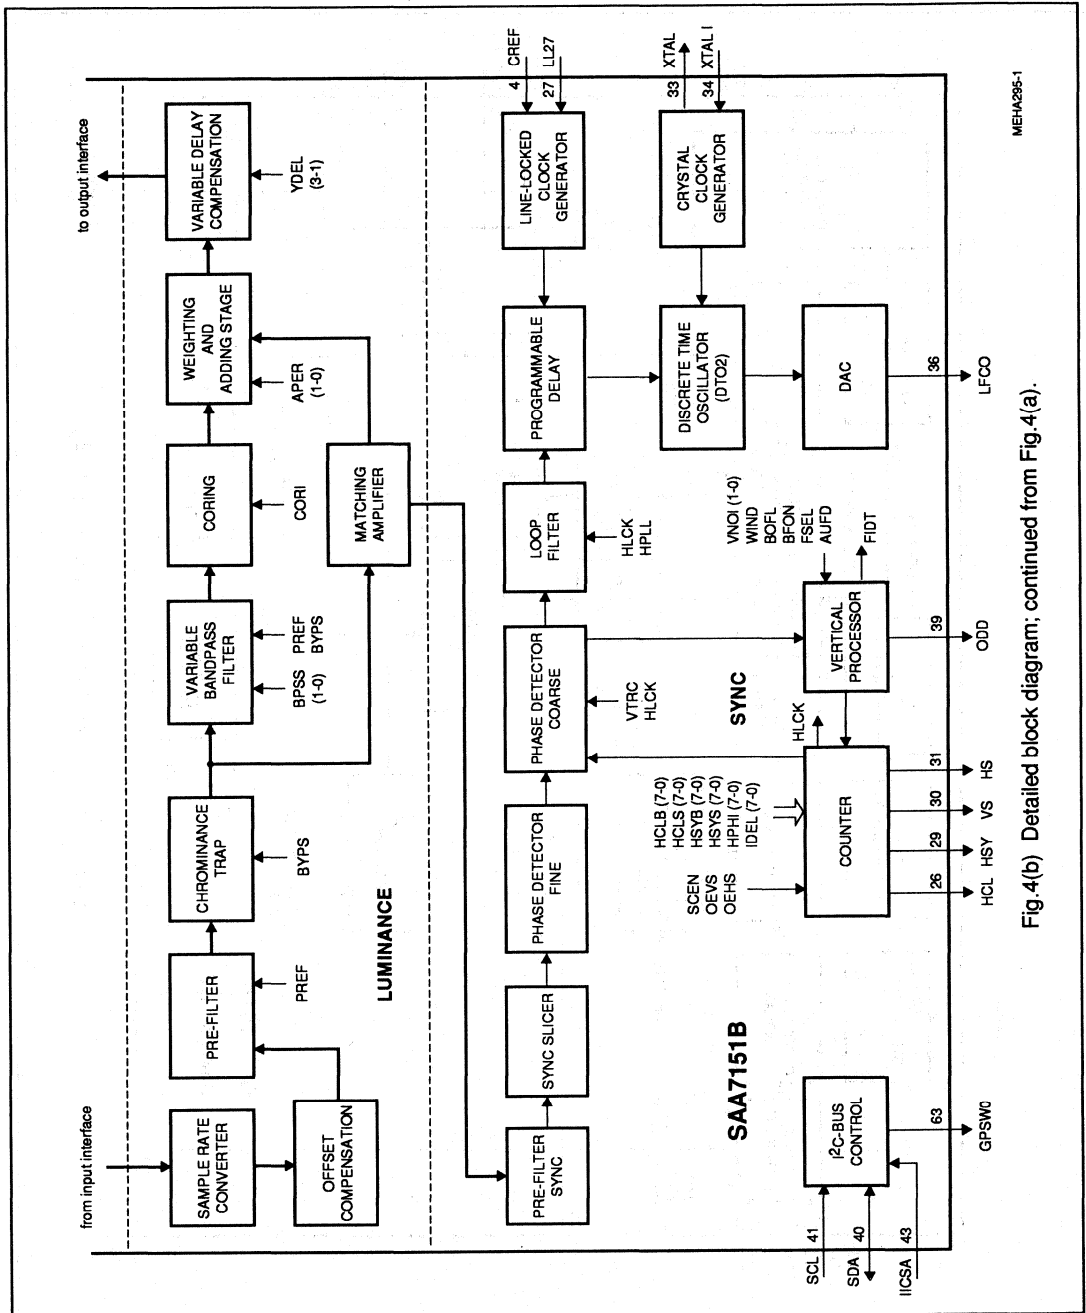 from input interface
to output interface
SAMPLE RATE
CONVERTER
OFFSET
COMPENSATION
PRE-FILTER
PREF
CHROMINANCE
TRAP
BYPS
VARIABLE
BANDPASS
FILTER
BPSS
(1-0)
PREF
BYPS
CORING
CORI
WEIGHTING
AND
ADDING STAGE
APER
(1-0)
VARIABLE DELAY
COMPENSATION
YDEL
(3-1)
MATCHING
AMPLIFIER
LUMINANCE
PRE-FILTER
SYNC
SYNC SLICER
PHASE DETECTOR
FINE
PHASE DETECTOR
COARSE
VTRC
HLCK
LOOP
FILTER
HLCK
HPLL
PROGRAMMABLE
DELAY
LINE-LOCKED
CLOCK
GENERATOR
4 CREF
27 LL27
CRYSTAL
CLOCK
GENERATOR
33 XTAL
34 XTAL I
DISCRETE TIME
OSCILLATOR
(DTO2)
DAC
36
LFCO
SYNC
VNOI (1-0)
WIND
BOFL
BFON
FSEL
AUFD
FIDT
VERTICAL
PROCESSOR
39
ODD
HLCK
HCLB (7-0)
HCLS (7-0)
HSYB (7-0)
HSYS (7-0)
HPHI (7-0)
IDEL (7-0)
SCEN
OEVS
OEHS
COUNTER
26 29 30 31
HCL HSY VS HS
SAA7151B
I²C-BUS
CONTROL
SCL 41
SDA 40
IICSA 43
63
GPSW0
MEHA295-1
Fig.4(b) Detailed block diagram; continued from Fig.4(a).